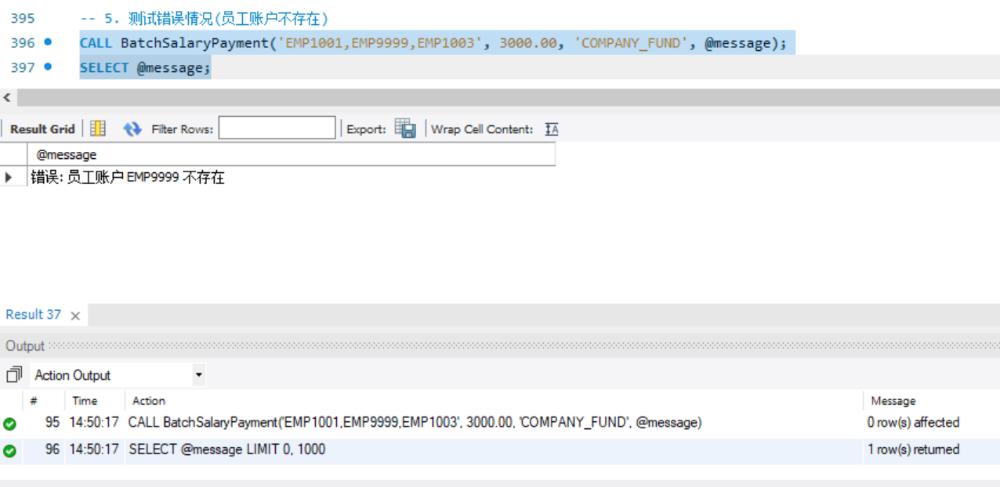 395 -- 5. 测试错误情况(员工账户不存在)
396 CALL BatchSalaryPayment('EMP1001,EMP9999,EMP1003', 3000.00, 'COMPANY_FUND', @message);
397 SELECT @message;
Result Grid Filter Rows: Export: Wrap Cell Content: IA
@message
错误: 员工账户 EMP9999 不存在
Result 37
Output
Action Output
# Time Action Message
95 14:50:17 CALL BatchSalaryPayment('EMP1001,EMP9999,EMP1003', 3000.00, 'COMPANY_FUND', @message) 0 row(s) affected
96 14:50:17 SELECT @message LIMIT 0, 1000 1 row(s) returned